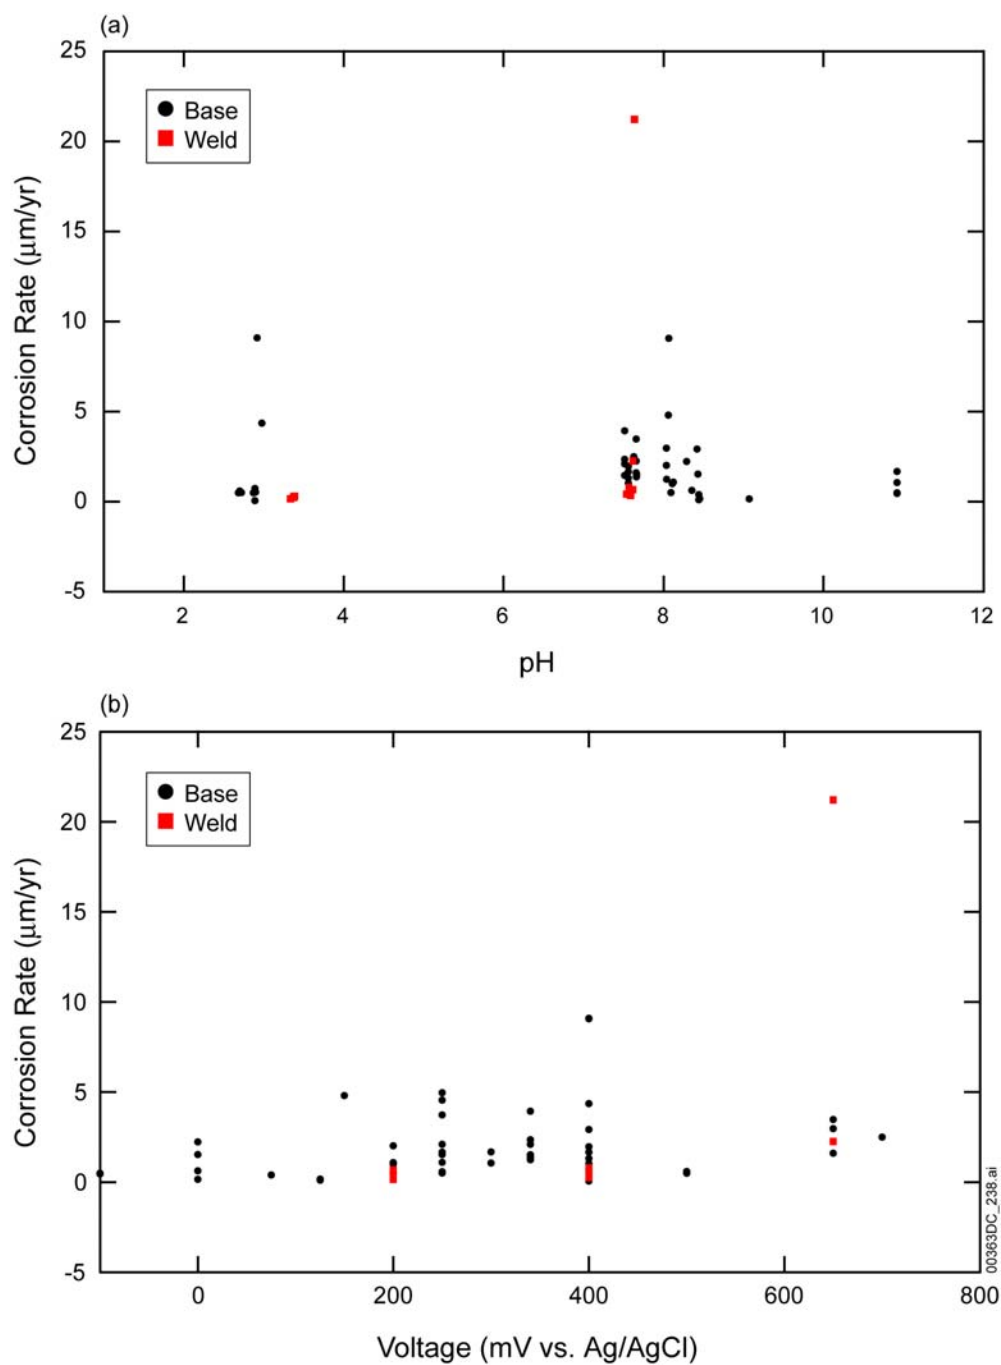 (a)
25
20
15
10
5
0
-5
Corrosion Rate (μm/yr)
Base
Weld
2 4 6 8 10 12
pH
(b)
25
20
15
10
5
0
-5
Corrosion Rate (μm/yr)
Base
Weld
0 200 400 600 800
Voltage (mV vs. Ag/AgCl)
00363DC_238.ai